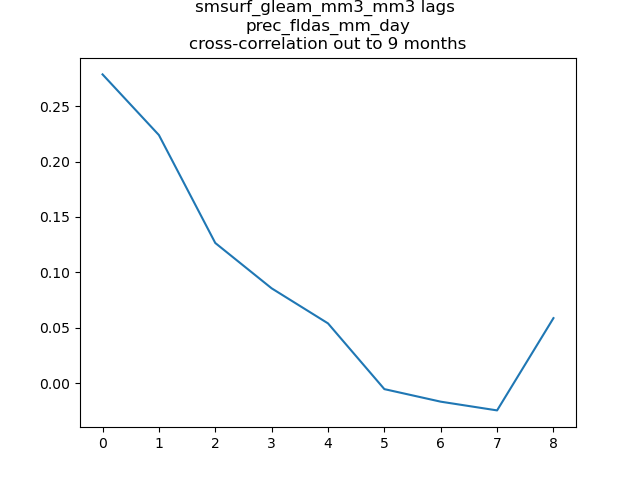 smsurf_gleam_mm3_mm3 lags
prec_fldas_mm_day
cross-correlation out to 9 months
0.25
0.20
0.15
0.10
0.05
0.00
0 1 2 3 4 5 6 7 8